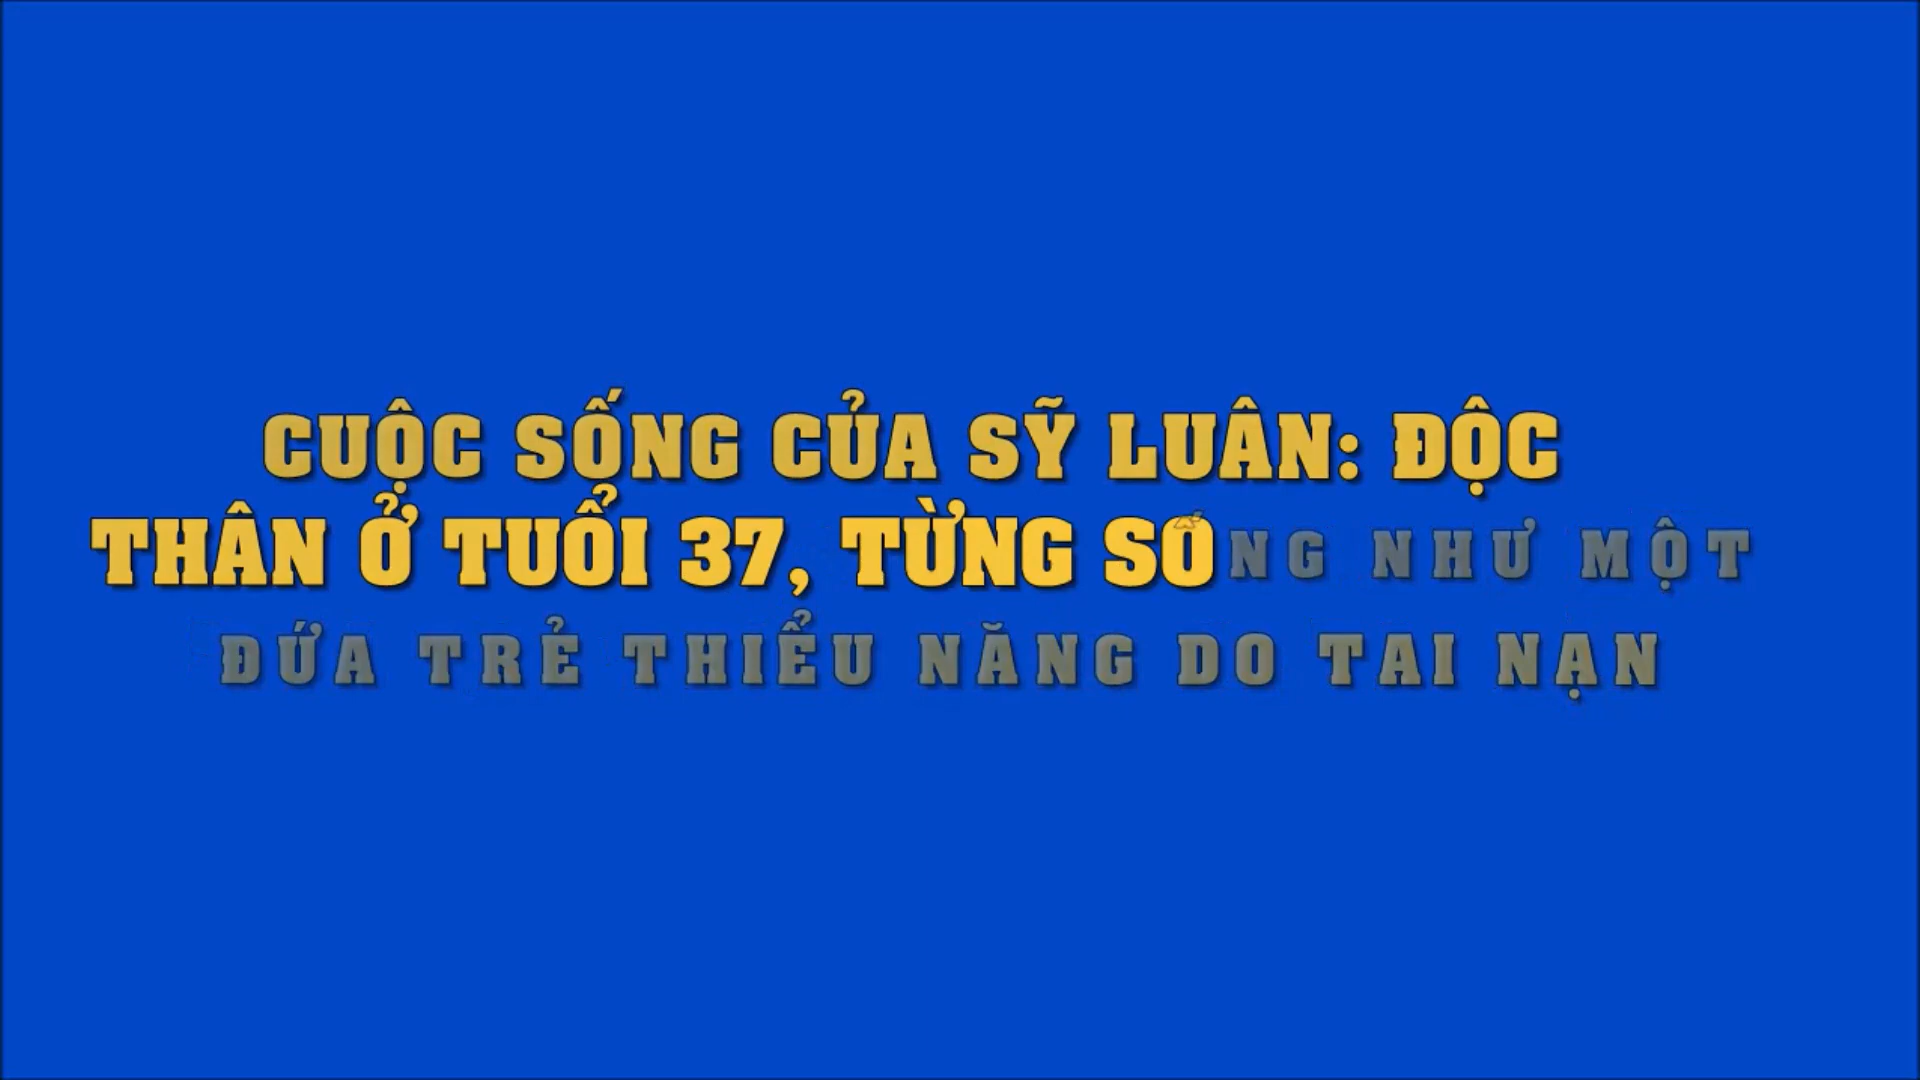 CUỘC SỐNG CỦA SỸ LUÂN: ĐỘC
THÂN Ở TUỔI 37, TỪNG SỐNG NHƯ MỘT
ĐỨA TRẺ THIỂU NĂNG DO TAI NẠN